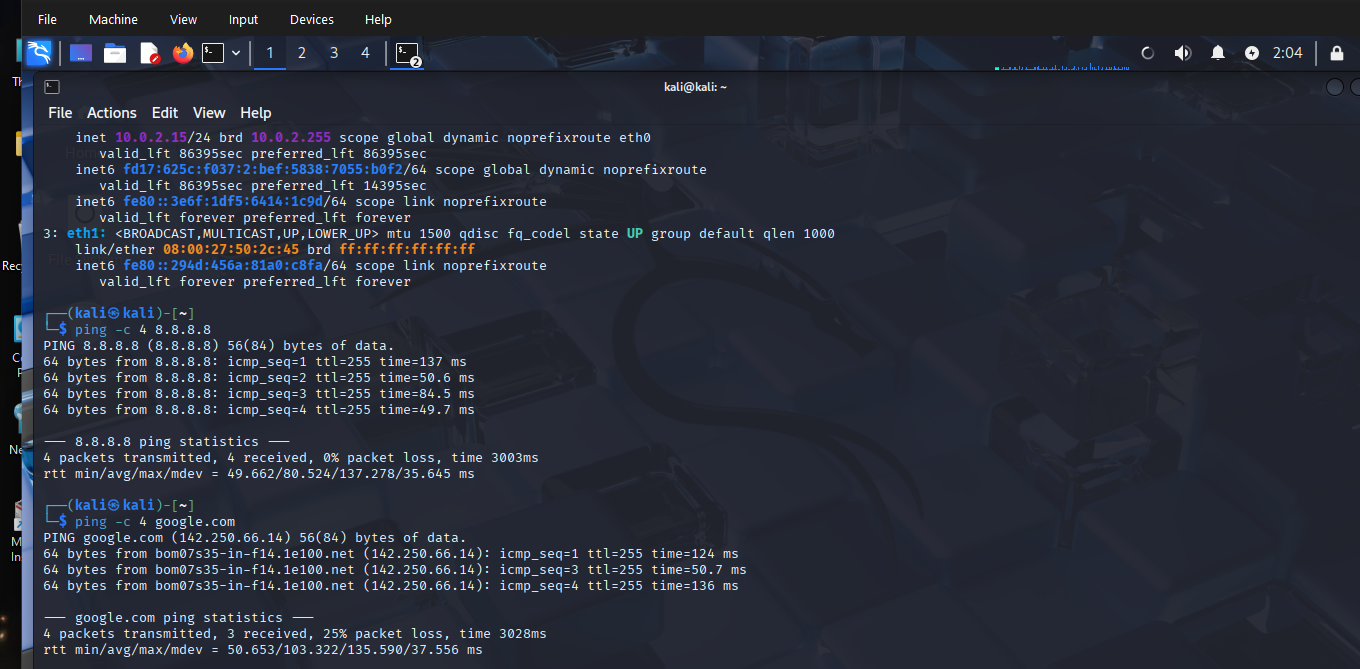 File Machine View Input Devices Help
1 2 3 4 2 2:04
kali@kali: ~
File Actions Edit View Help
inet 10.0.2.15/24 brd 10.0.2.255 scope global dynamic noprefixroute eth0
valid_lft 86395sec preferred_lft 86395sec
inet6 fd17:625c:f037:2:bef:5838:7055:b0f2/64 scope global dynamic noprefixroute
valid_lft 86395sec preferred_lft 14395sec
inet6 fe80::3e6f:1df5:6414:1c9d/64 scope link noprefixroute
valid_lft forever preferred_lft forever
3: eth1: <BROADCAST,MULTICAST,UP,LOWER_UP> mtu 1500 qdisc fq_codel state UP group default qlen 1000
link/ether 08:00:27:50:2c:45 brd ff:ff:ff:ff:ff:ff
inet6 fe80::294d:456a:81a0:c8fa/64 scope link noprefixroute
valid_lft forever preferred_lft forever
┌──(kali㉿kali)-[~]
└─$ ping -c 4 8.8.8.8
PING 8.8.8.8 (8.8.8.8) 56(84) bytes of data.
64 bytes from 8.8.8.8: icmp_seq=1 ttl=255 time=137 ms
64 bytes from 8.8.8.8: icmp_seq=2 ttl=255 time=50.6 ms
64 bytes from 8.8.8.8: icmp_seq=3 ttl=255 time=84.5 ms
64 bytes from 8.8.8.8: icmp_seq=4 ttl=255 time=49.7 ms
--- 8.8.8.8 ping statistics ---
4 packets transmitted, 4 received, 0% packet loss, time 3003ms
rtt min/avg/max/mdev = 49.662/80.524/137.278/35.645 ms
┌──(kali㉿kali)-[~]
└─$ ping -c 4 google.com
PING google.com (142.250.66.14) 56(84) bytes of data.
64 bytes from bom07s35-in-f14.1e100.net (142.250.66.14): icmp_seq=1 ttl=255 time=124 ms
64 bytes from bom07s35-in-f14.1e100.net (142.250.66.14): icmp_seq=3 ttl=255 time=50.7 ms
64 bytes from bom07s35-in-f14.1e100.net (142.250.66.14): icmp_seq=4 ttl=255 time=136 ms
--- google.com ping statistics ---
4 packets transmitted, 3 received, 25% packet loss, time 3028ms
rtt min/avg/max/mdev = 50.653/103.322/135.590/37.556 ms